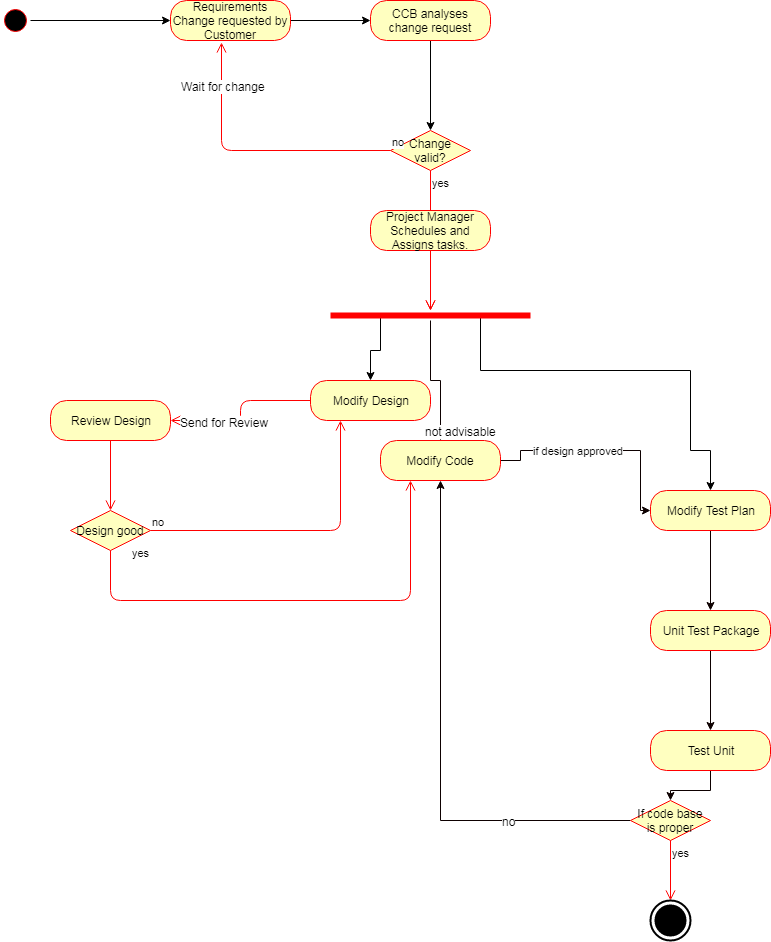 Requirements
Change requested by
Customer
CCB analyses
change request
Wait for change
no
Change
valid?
yes
Project Manager
Schedules and
Assigns tasks.
Modify Design
Review Design
Send for Review
not advisable
Modify Code
if design approved
Modify Test Plan
no
Design good
yes
Unit Test Package
Test Unit
If code base
is proper
no
yes